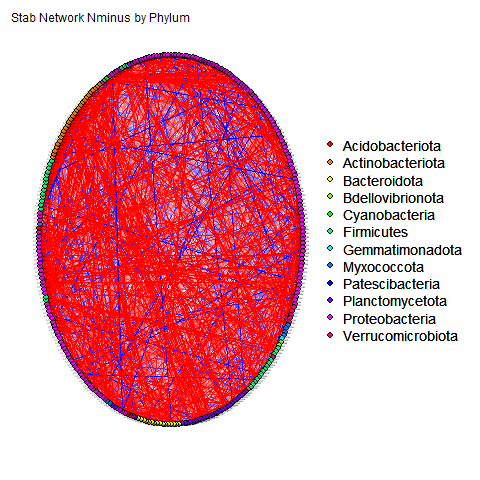 Stab Network Nminus by Phylum
Acidobacteriota
Actinobacteriota
Bacteroidota
Bdellovibrionota
Cyanobacteria
Firmicutes
Gemmatimonadota
Myxococcota
Patescibacteria
Planctomycetota
Proteobacteria
Verrucomicrobiota